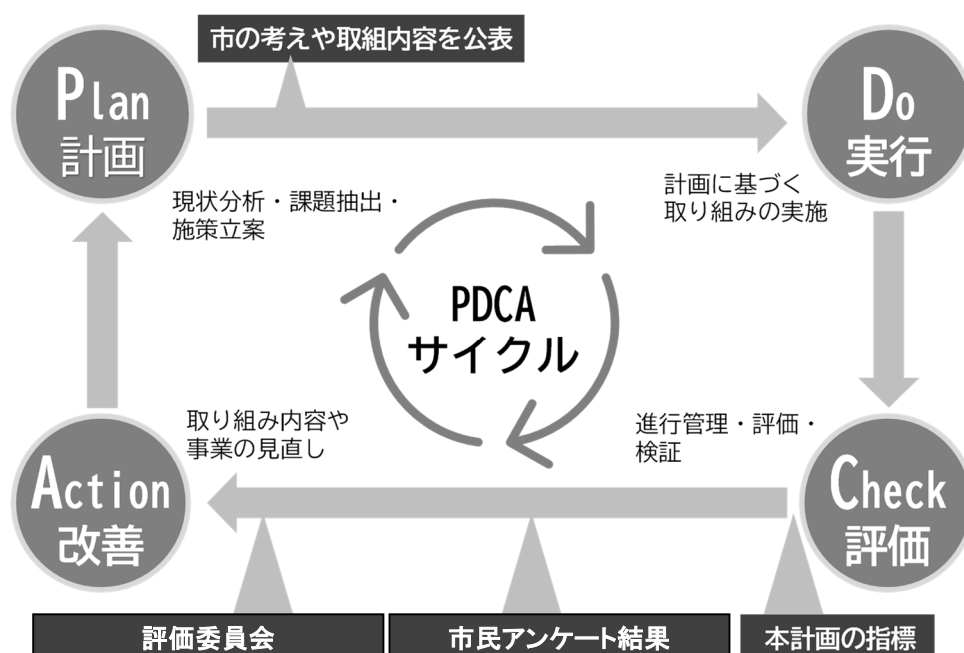 市の考えや取組内容を公表
Plan
計画
Do
実行
現状分析・課題抽出・
施策立案
計画に基づく
取り組みの実施
PDCA
サイクル
取り組み内容や
事業の見直し
進行管理・評価・
検証
Action
改善
Check
評価
評価委員会
市民アンケート結果
本計画の指標